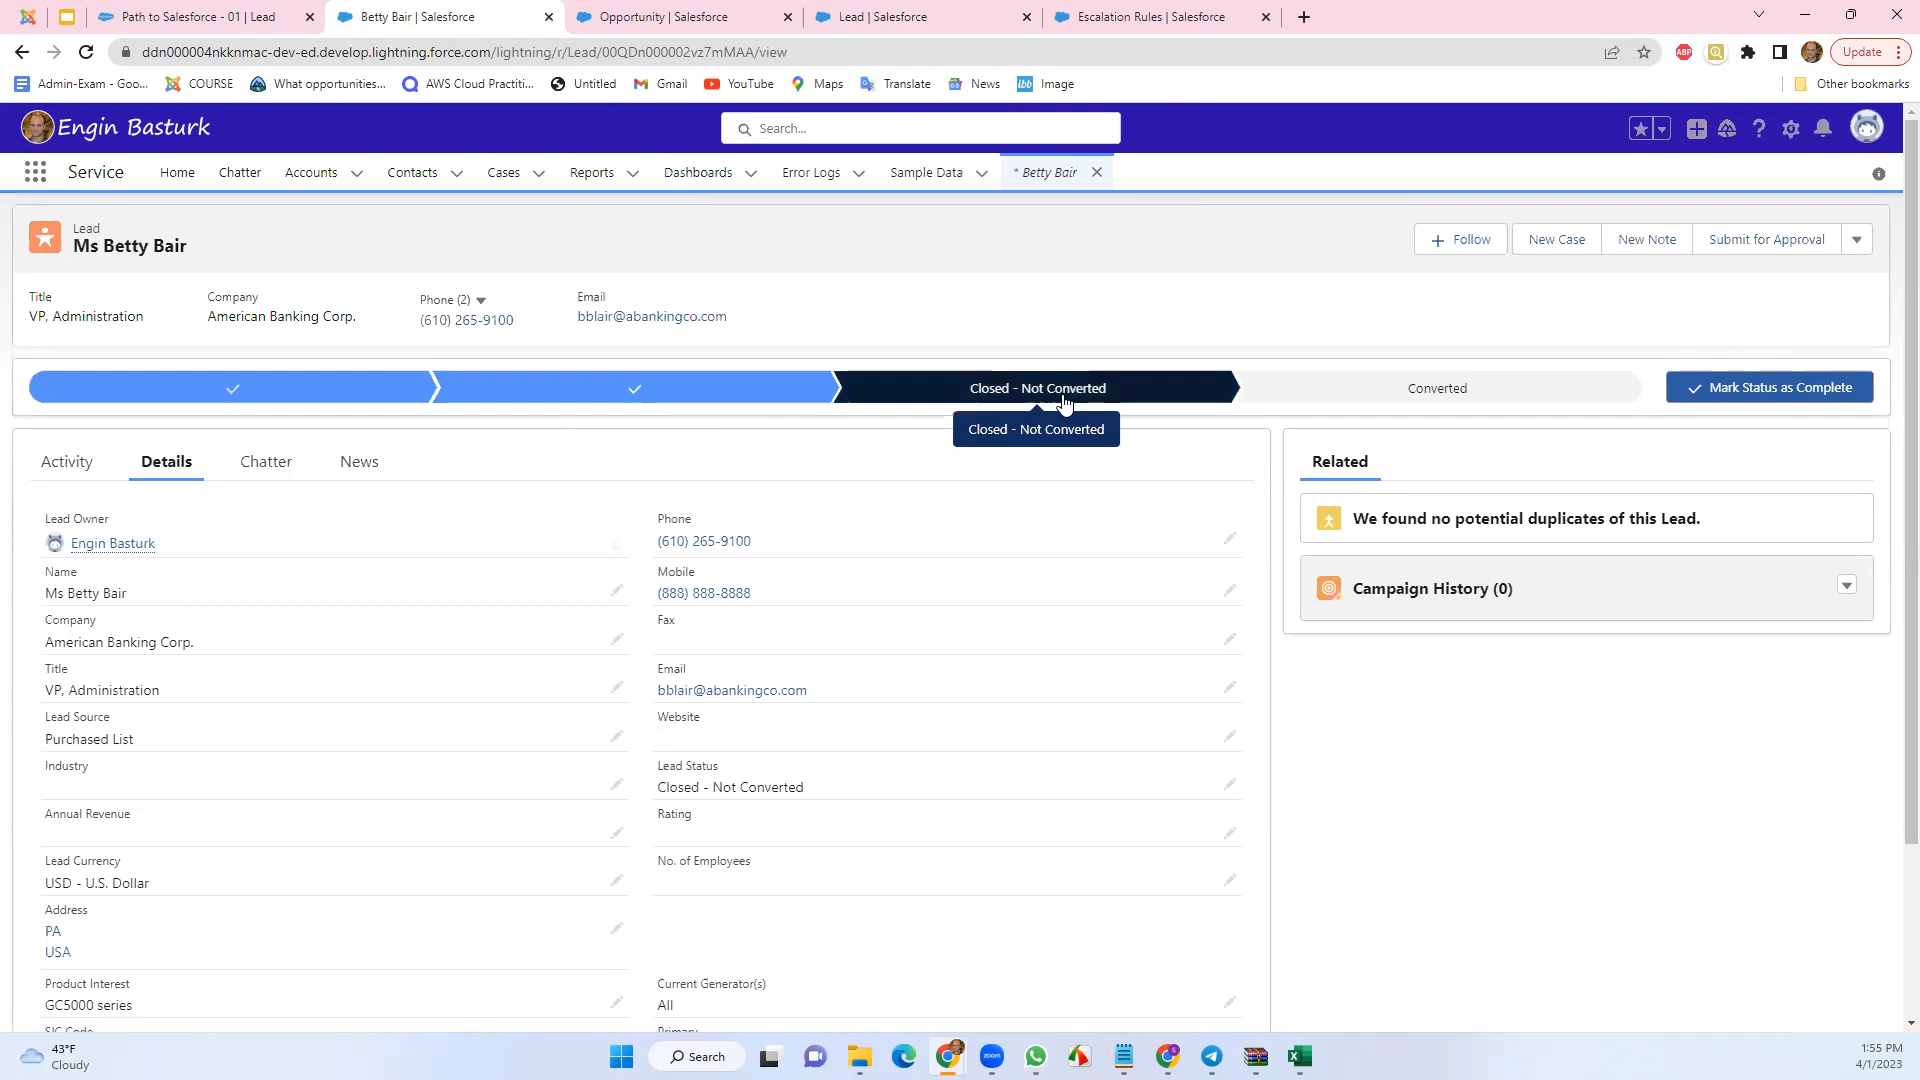 Path to Salesforce - 01 | Lead
Betty Bair | Salesforce
Opportunity | Salesforce
Lead | Salesforce
Escalation Rules | Salesforce
ddn000004nkknmac-dev-ed.develop.lightning.force.com/lightning/r/Lead/00QDn000002vz7mMAA/view
ABP
Update
Admin-Exam - Goo...
COURSE
What opportunities...
AWS Cloud Practiti...
Untitled
Gmail
YouTube
Maps
Translate
News
ibb
Image
Other bookmarks
Engin Basturk
Search...
Service
Home
Chatter
Accounts
Contacts
Cases
Reports
Dashboards
Error Logs
Sample Data
* Betty Bair
Lead
Ms Betty Bair
Follow
New Case
New Note
Submit for Approval
Title
VP, Administration
Company
American Banking Corp.
Phone (2)
(610) 265-9100
Email
bblair@abankingco.com
Closed - Not Converted
Converted
Mark Status as Complete
Closed - Not Converted
Activity
Details
Chatter
News
Lead Owner
Engin Basturk
Name
Ms Betty Bair
Company
American Banking Corp.
Title
VP, Administration
Lead Source
Purchased List
Industry
Annual Revenue
Lead Currency
USD - U.S. Dollar
Address
PA
USA
Product Interest
GC5000 series
SIC Code
Phone
(610) 265-9100
Mobile
(888) 888-8888
Fax
Email
bblair@abankingco.com
Website
Lead Status
Closed - Not Converted
Rating
No. of Employees
Current Generator(s)
All
Primary
Related
We found no potential duplicates of this Lead.
Campaign History (0)
43°F
Cloudy
Search
zoom
1:55 PM
4/1/2023